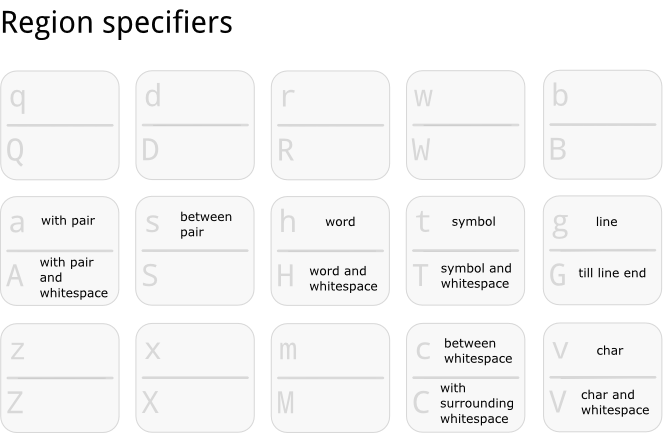 Region specifiers
q d r w b
Q D R W B
a with pair s between pair h word t symbol g line
A with pair and whitespace S H word and whitespace T symbol and whitespace G till line end
z x m c between whitespace v char
Z X M C with surrounding whitespace V char and whitespace